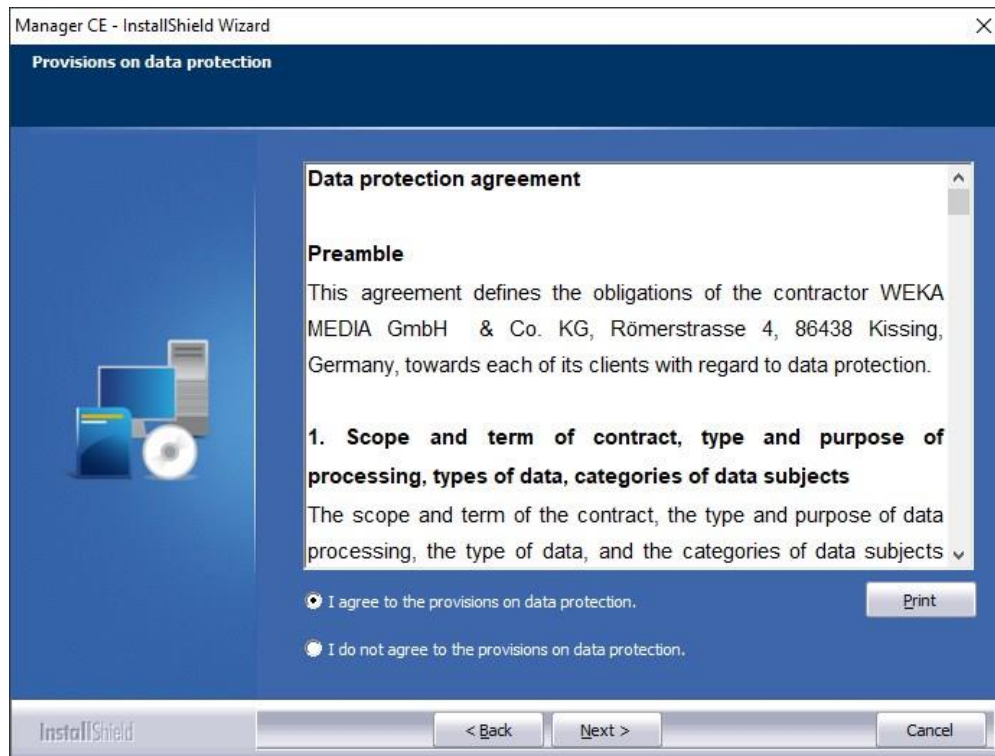 Manager CE - InstallShield Wizard
Provisions on data protection
Data protection agreement
Preamble
This agreement defines the obligations of the contractor WEKA
MEDIA GmbH & Co. KG, Römerstrasse 4, 86438 Kissing,
Germany, towards each of its clients with regard to data protection.
1. Scope and term of contract, type and purpose of
processing, types of data, categories of data subjects
The scope and term of the contract, the type and purpose of data
processing, the type of data, and the categories of data subjects
I agree to the provisions on data protection.
Print
I do not agree to the provisions on data protection.
InstallShield
< Back
Next >
Cancel